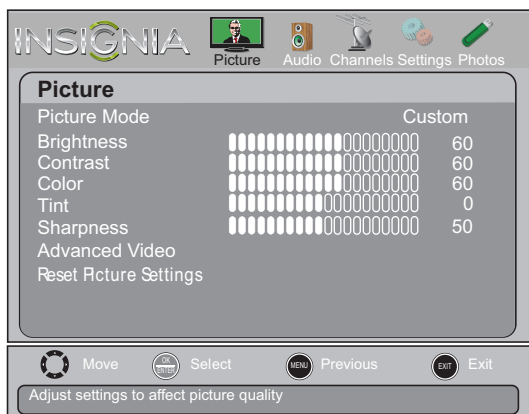 INSIGNIA
Picture Audio Channels Settings Photos
Picture
Picture Mode Custom
Brightness 60
Contrast 60
Color 60
Tint 0
Sharpness 50
Advanced Video
Reset Picture Settings
Move OK ENTER Select MENU Previous EXIT Exit
Adjust settings to affect picture quality